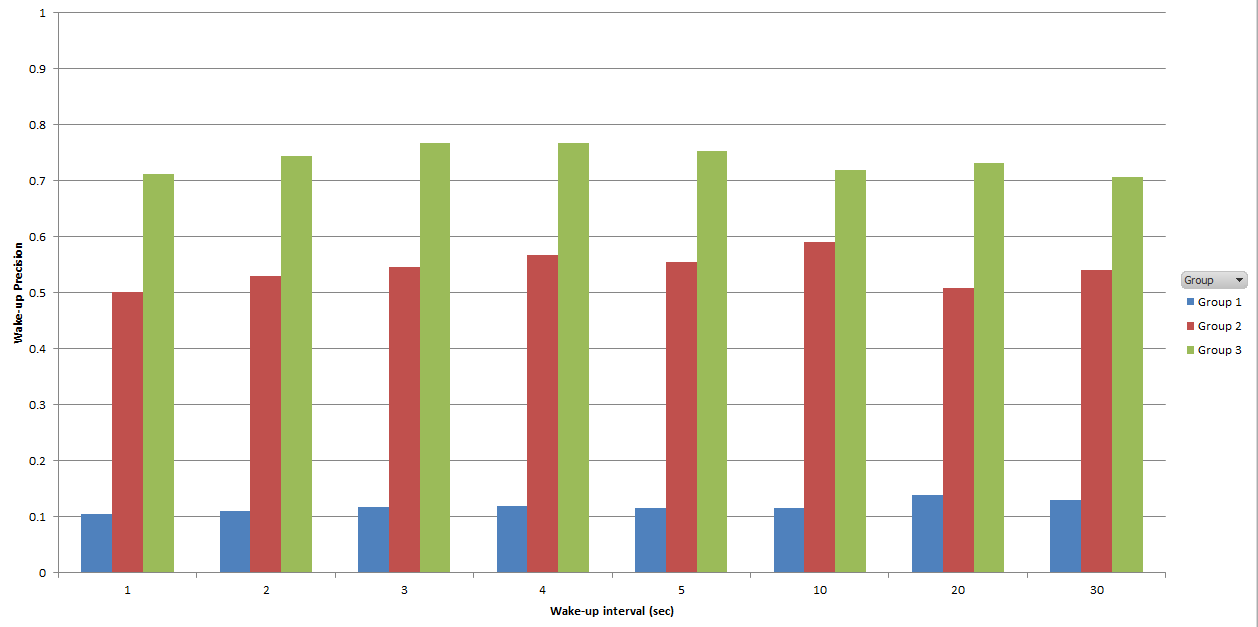 1
0.9
0.8
0.7
0.6
0.5
0.4
0.3
0.2
0.1
0
Wake-up Precision
1 2 3 4 5 10 20 30
Wake-up interval (sec)
Group
Group 1
Group 2
Group 3